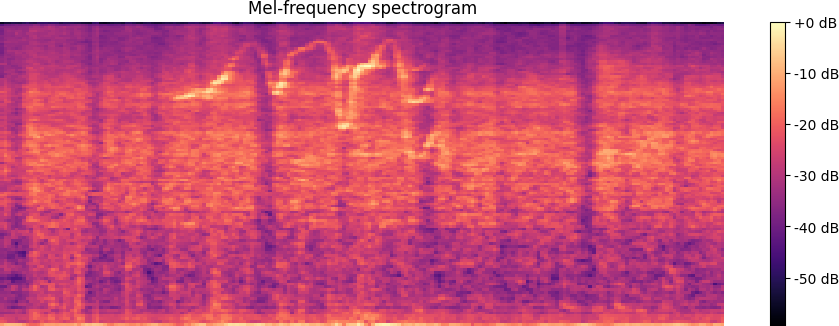 Mel-frequency spectrogram
+0 dB
-10 dB
-20 dB
-30 dB
-40 dB
-50 dB